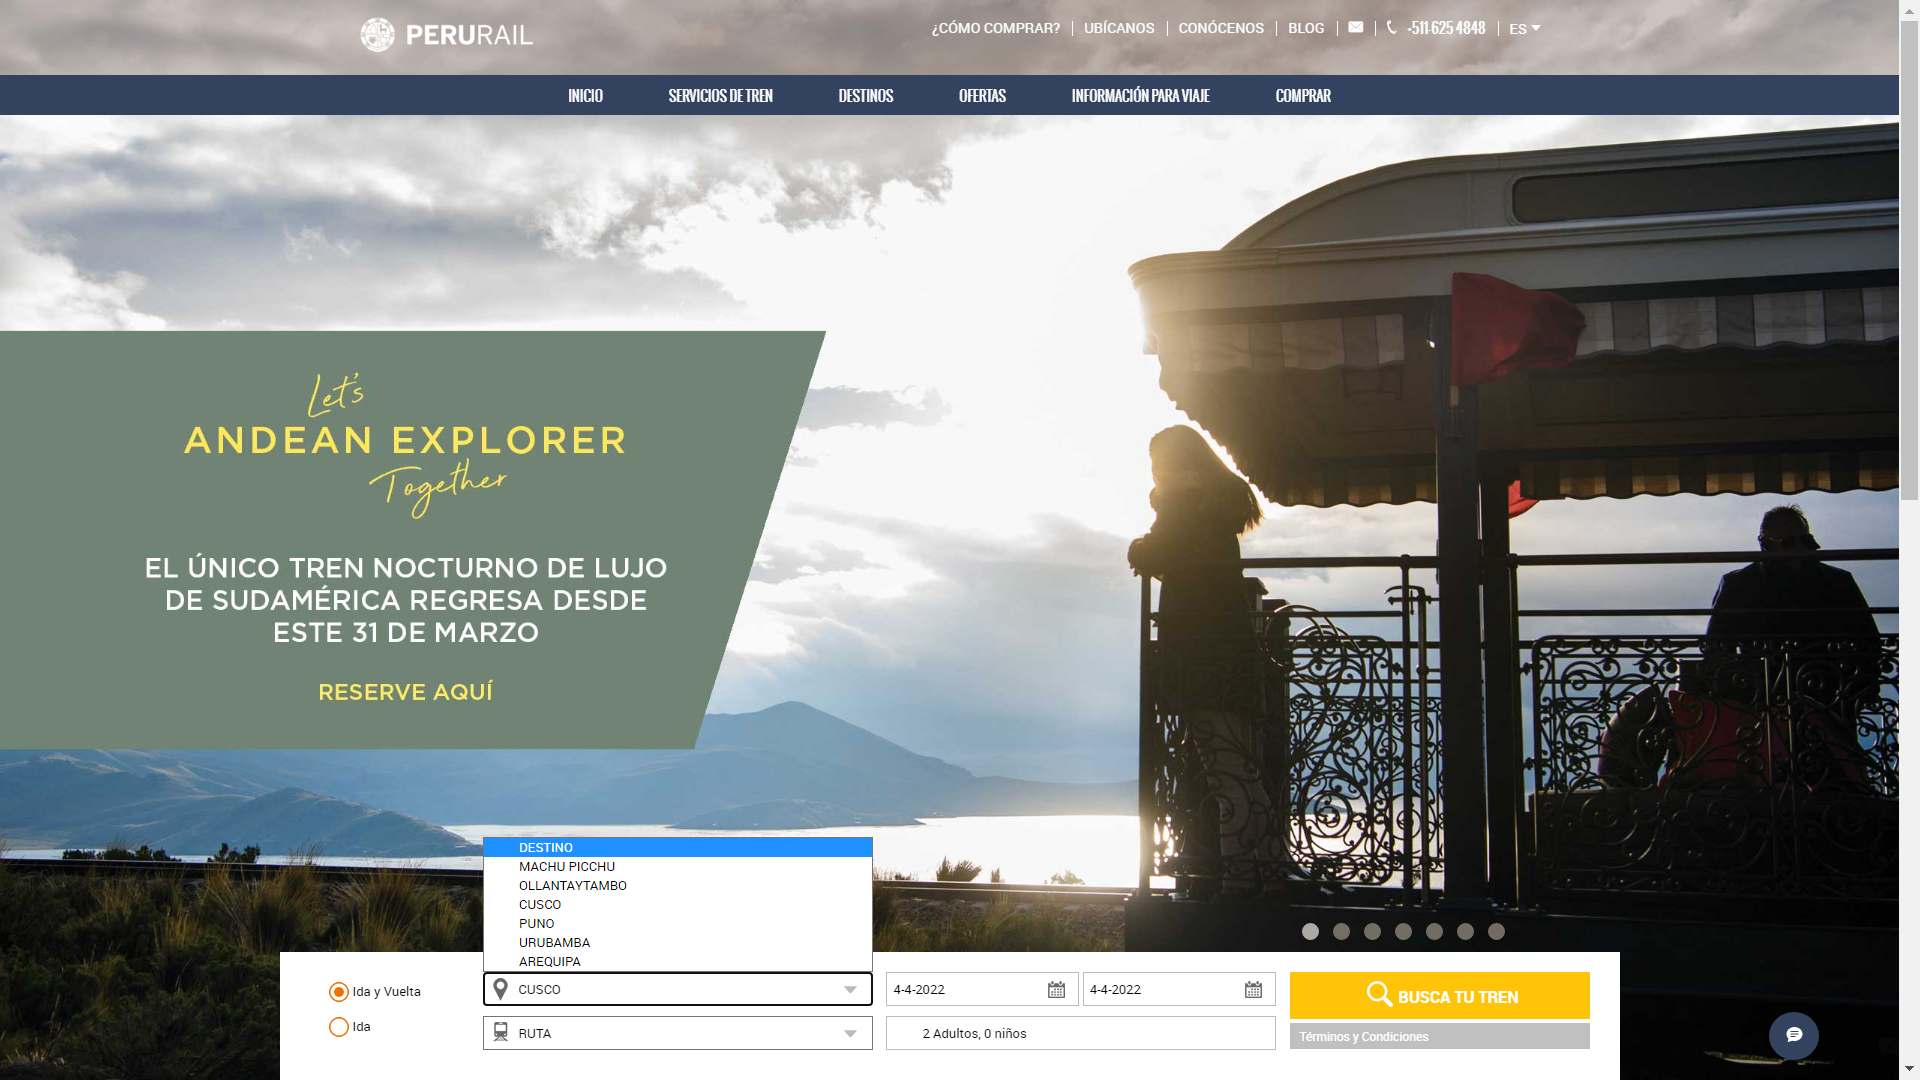 PERURAIL
¿CÓMO COMPRAR?
UBÍCANOS
CONÓCENOS
BLOG
+511-625 4848
ES
INICIO
SERVICIOS DE TREN
DESTINOS
OFERTAS
INFORMACIÓN PARA VIAJE
COMPRAR
Let's
ANDEAN EXPLORER
Together
EL ÚNICO TREN NOCTURNO DE LUJO
DE SUDAMÉRICA REGRESA DESDE
ESTE 31 DE MARZO
RESERVE AQUÍ
DESTINO
MACHU PICCHU
OLLANTAYTAMBO
CUSCO
PUNO
URUBAMBA
AREQUIPA
Ida y Vuelta
Ida
CUSCO
RUTA
4-4-2022
4-4-2022
2 Adultos, 0 niños
BUSCA TU TREN
Términos y Condiciones